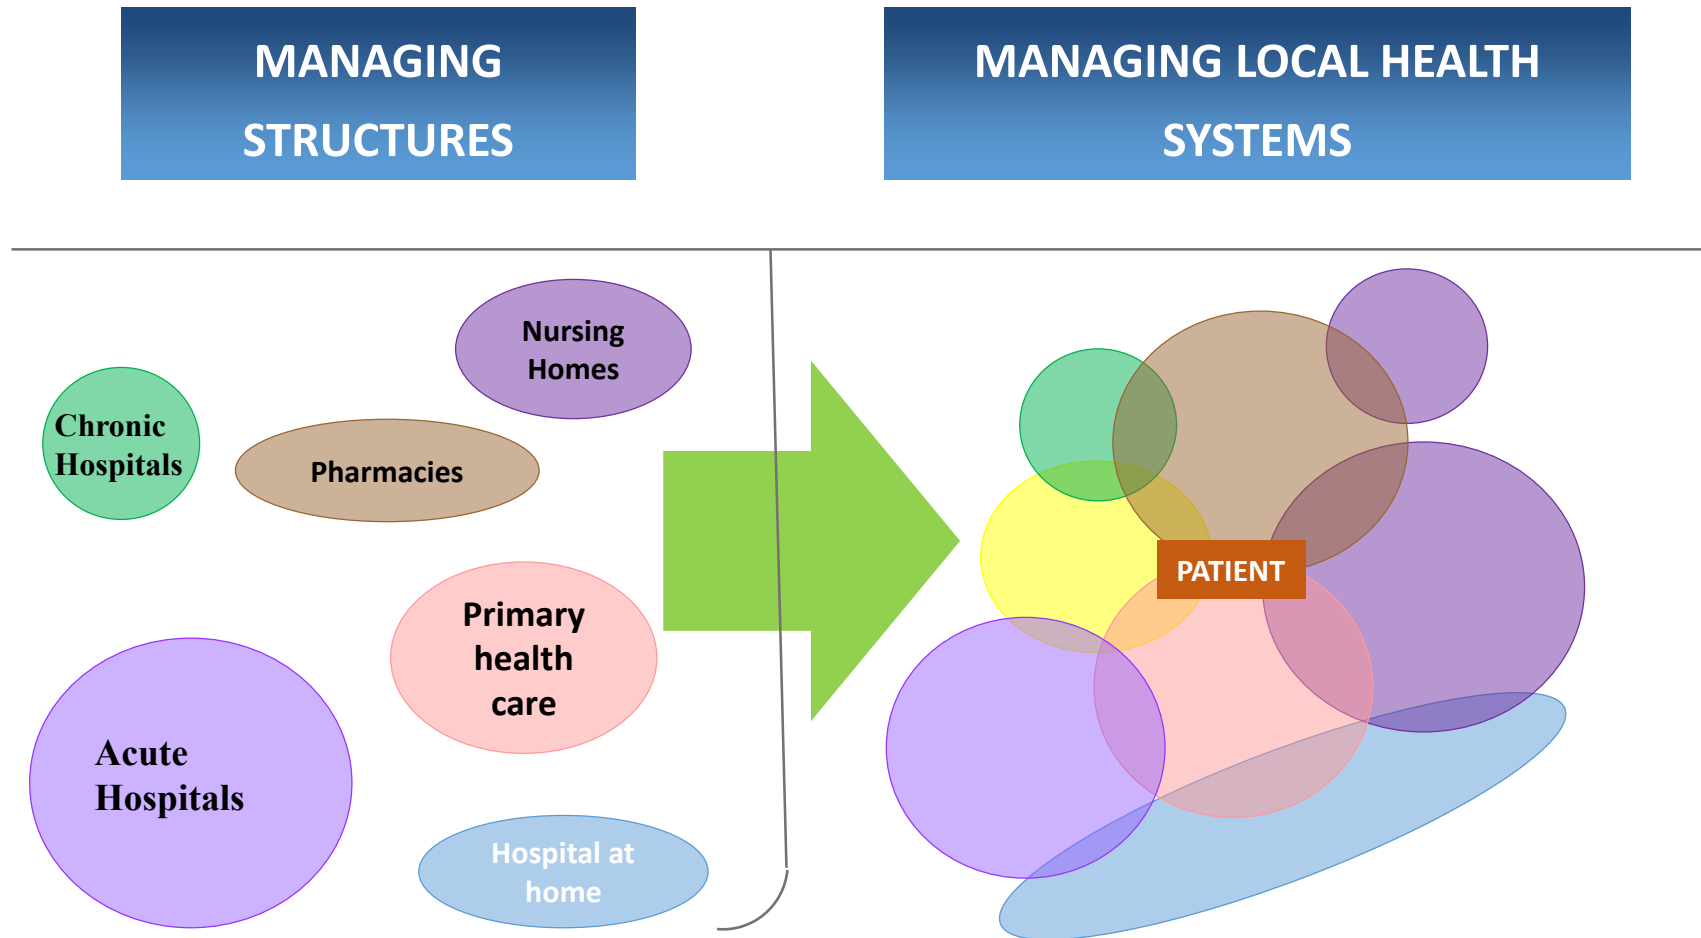 MANAGING
STRUCTURES
MANAGING LOCAL HEALTH
SYSTEMS
Nursing
Homes
Chronic
Hospitals
Pharmacies
Primary
health
care
Acute
Hospitals
Hospital at
home
PATIENT